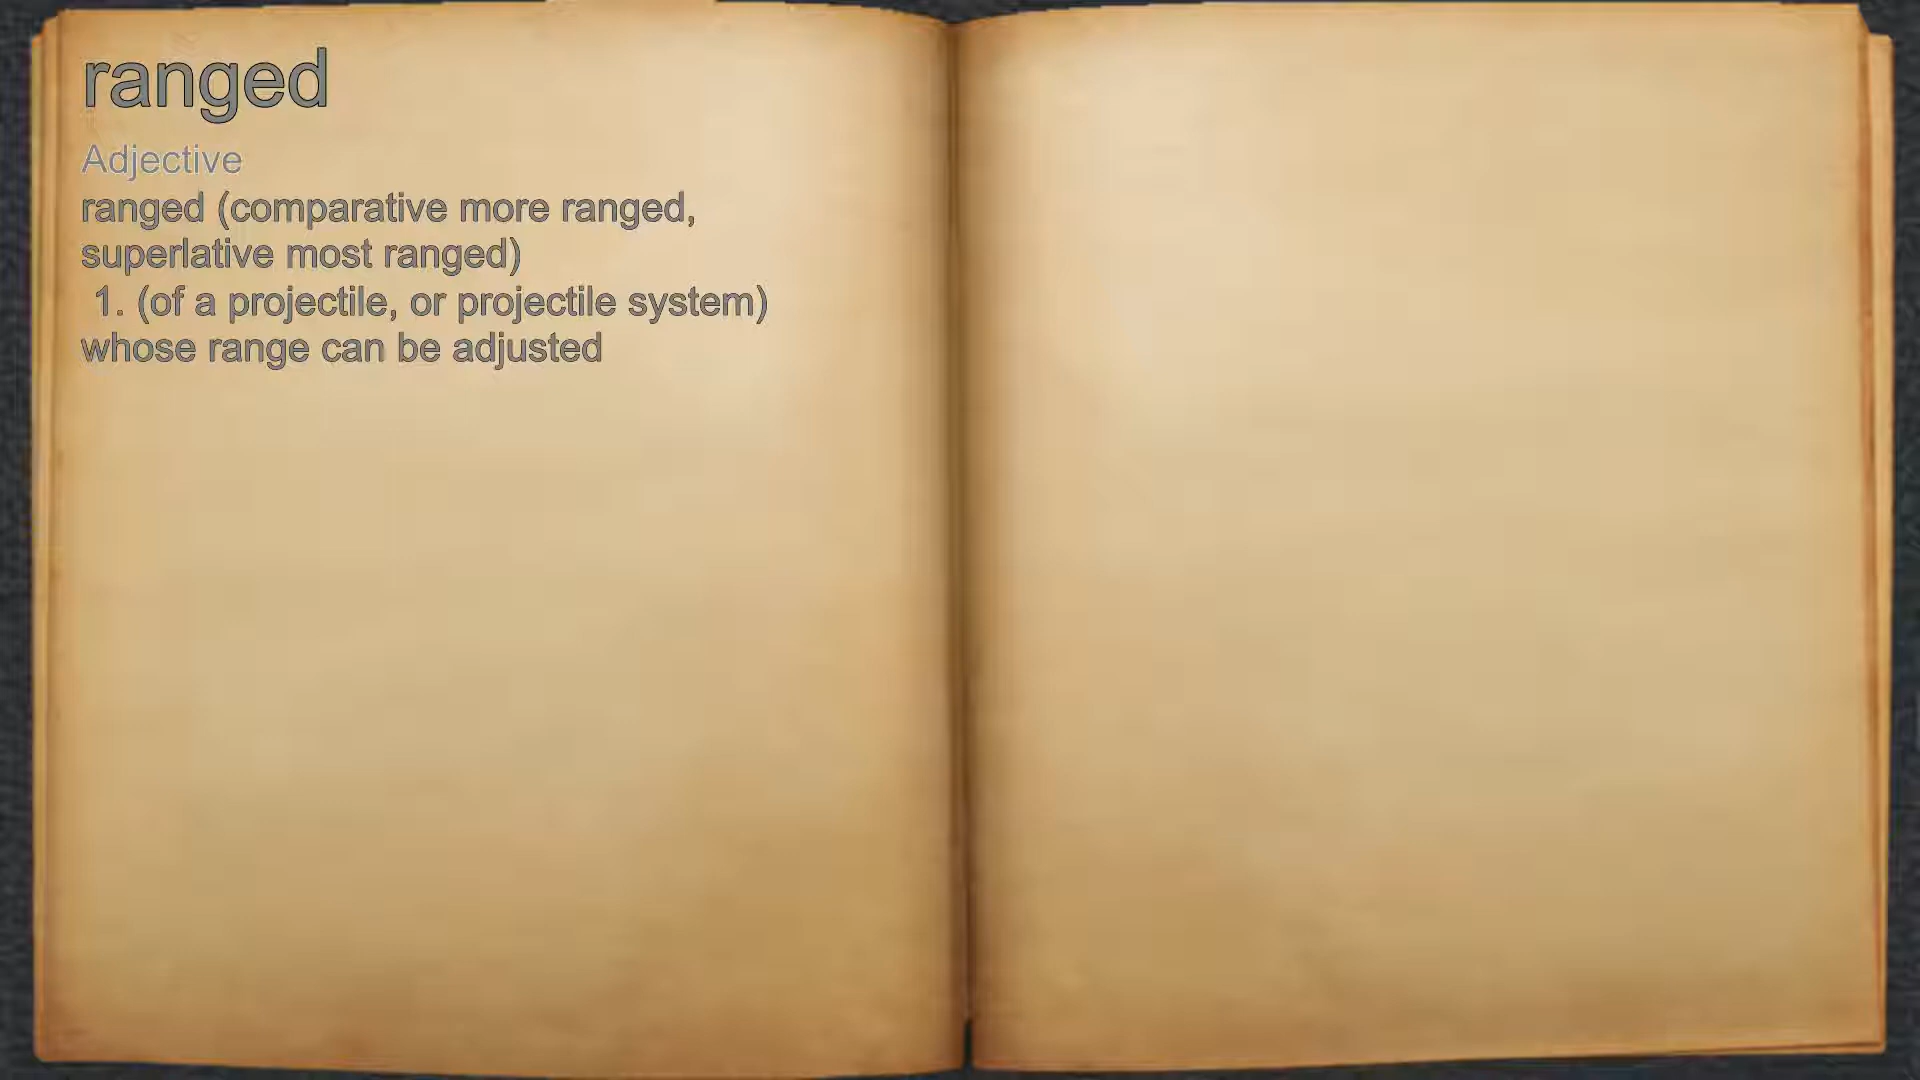 ranged
Adjective
ranged (comparative more ranged,
superlative most ranged)
1. (of a projectile, or projectile system)
whose range can be adjusted